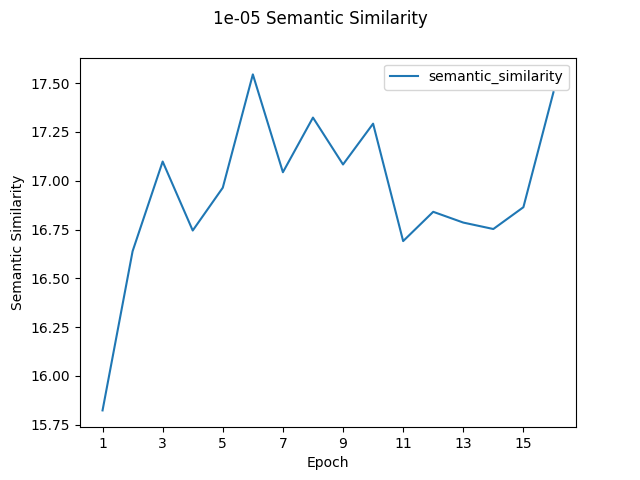 1e-05 Semantic Similarity
semantic_similarity
17.50
17.25
17.00
16.75
16.50
16.25
16.00
15.75
Semantic Similarity
1 3 5 7 9 11 13 15
Epoch